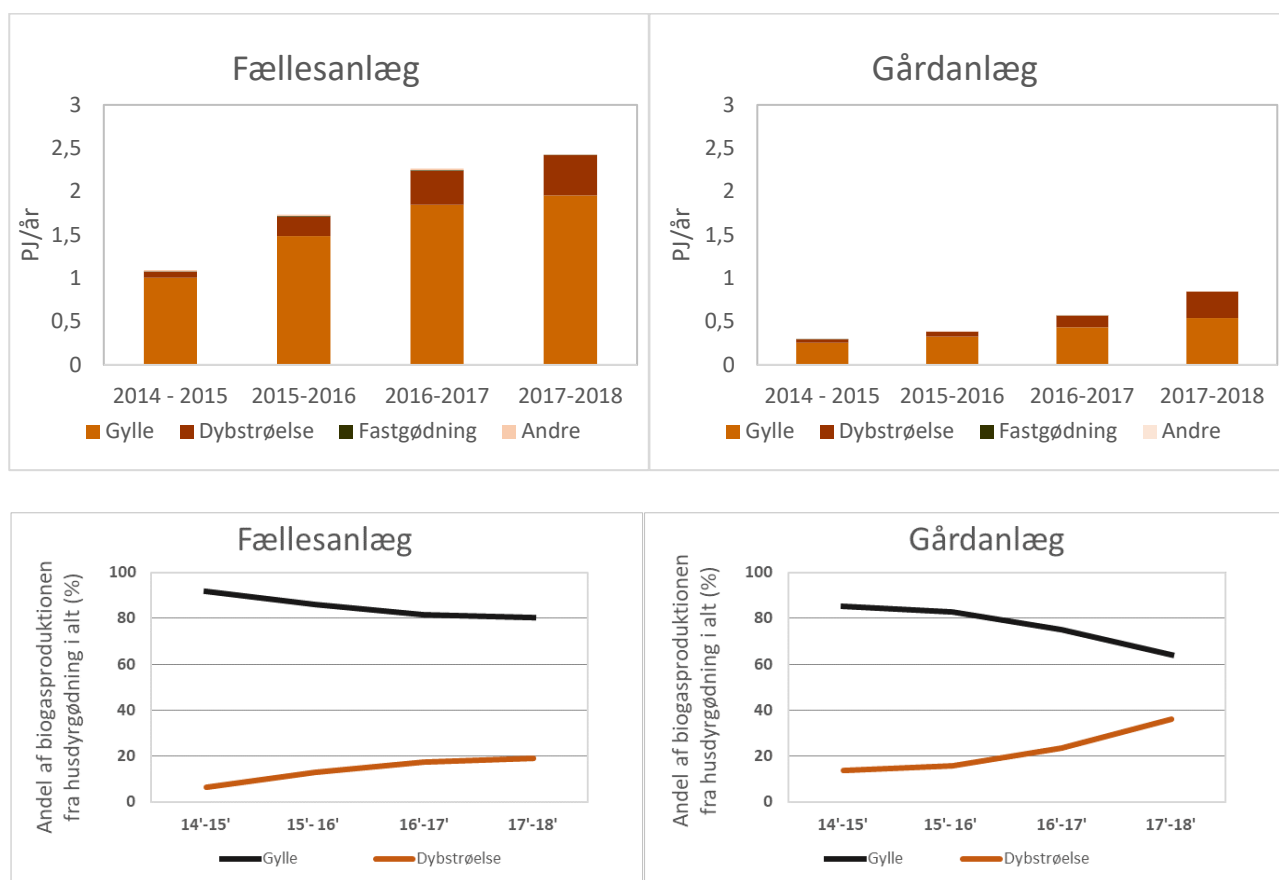 Fællesanlæg
3
2,5
2
1,5
1
0,5
0
PJ/år
2014 - 2015 2015-2016 2016-2017 2017-2018
Gylle Dybstrøelse Fastgødning Andre
Gårdanlæg
3
2,5
2
1,5
1
0,5
0
PJ/år
2014 - 2015 2015-2016 2016-2017 2017-2018
Gylle Dybstrøelse Fastgødning Andre
Fællesanlæg
Andel af biogasproduktionen
fra husdyrgødning i alt (%)
100
80
60
40
20
0
14'-15' 15'- 16' 16'-17' 17'-18'
Gylle Dybstrøelse
Gårdanlæg
Andel af biogasproduktionen
fra husdyrgødning i alt (%)
100
80
60
40
20
0
14'-15' 15'- 16' 16'-17' 17'-18'
Gylle Dybstrøelse